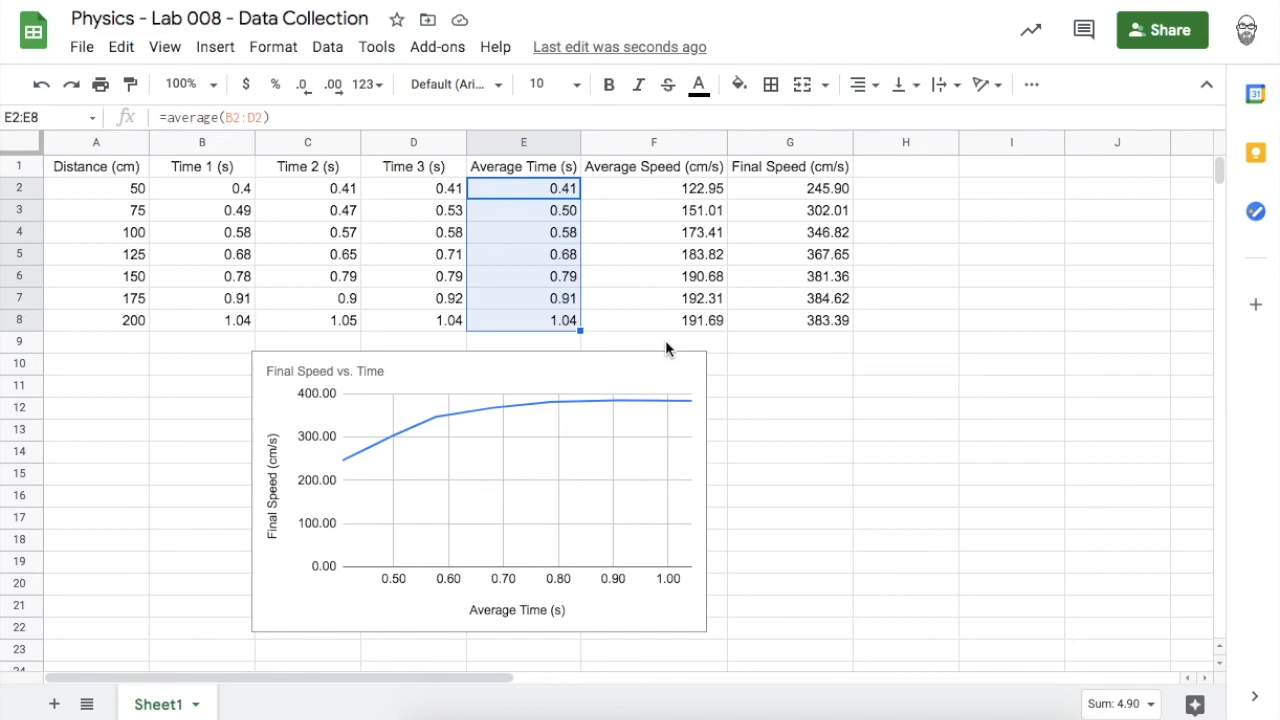 Physics - Lab 008 - Data Collection
Share
File Edit View Insert Format Data Tools Add-ons Help Last edit was seconds ago
100% $ % .0 .00 123 Default (Ari... 10 B I S A ...
31
E2:E8 fx =average(B2:D2)
A B C D E F G H I J
1 Distance (cm) Time 1 (s) Time 2 (s) Time 3 (s) Average Time (s) Average Speed (cm/s) Final Speed (cm/s)
2 50 0.4 0.41 0.41 0.41 122.95 245.90
3 75 0.49 0.47 0.53 0.50 151.01 302.01
4 100 0.58 0.57 0.58 0.58 173.41 346.82
5 125 0.68 0.65 0.71 0.68 183.82 367.65
6 150 0.78 0.79 0.79 0.79 190.68 381.36
7 175 0.91 0.9 0.92 0.91 192.31 384.62
8 200 1.04 1.05 1.04 1.04 191.69 383.39
9
10
11
12
13
14
15
16
17
18
19
20
21
22
23
24
Final Speed vs. Time
400.00
300.00
200.00
100.00
0.00
Final Speed (cm/s)
0.50 0.60 0.70 0.80 0.90 1.00
Average Time (s)
Sheet1
Sum: 4.90